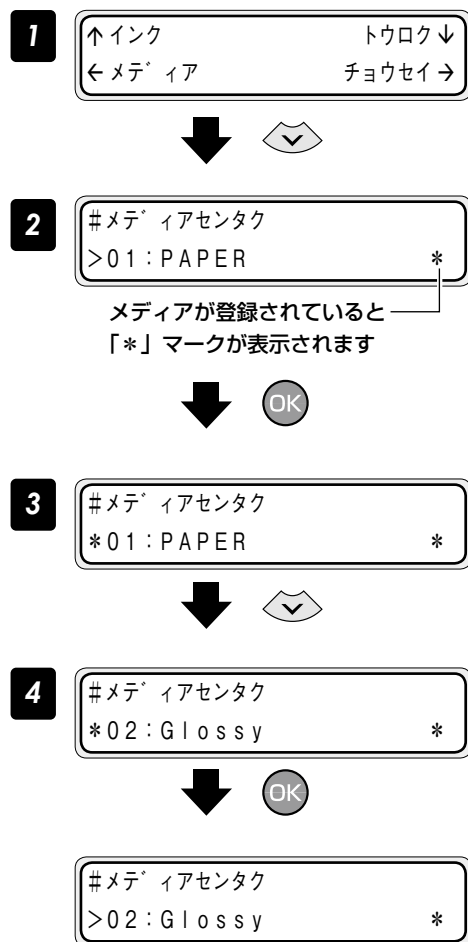 1
↑インク トウロク↓
←メディア チョウセイ→
2
#メディアセンタク
>01:PAPER *
メディアが登録されていると
「*」マークが表示されます
OK
3
#メディアセンタク
*01:PAPER *
4
#メディアセンタク
*02:Glossy *
OK
#メディアセンタク
>02:Glossy *